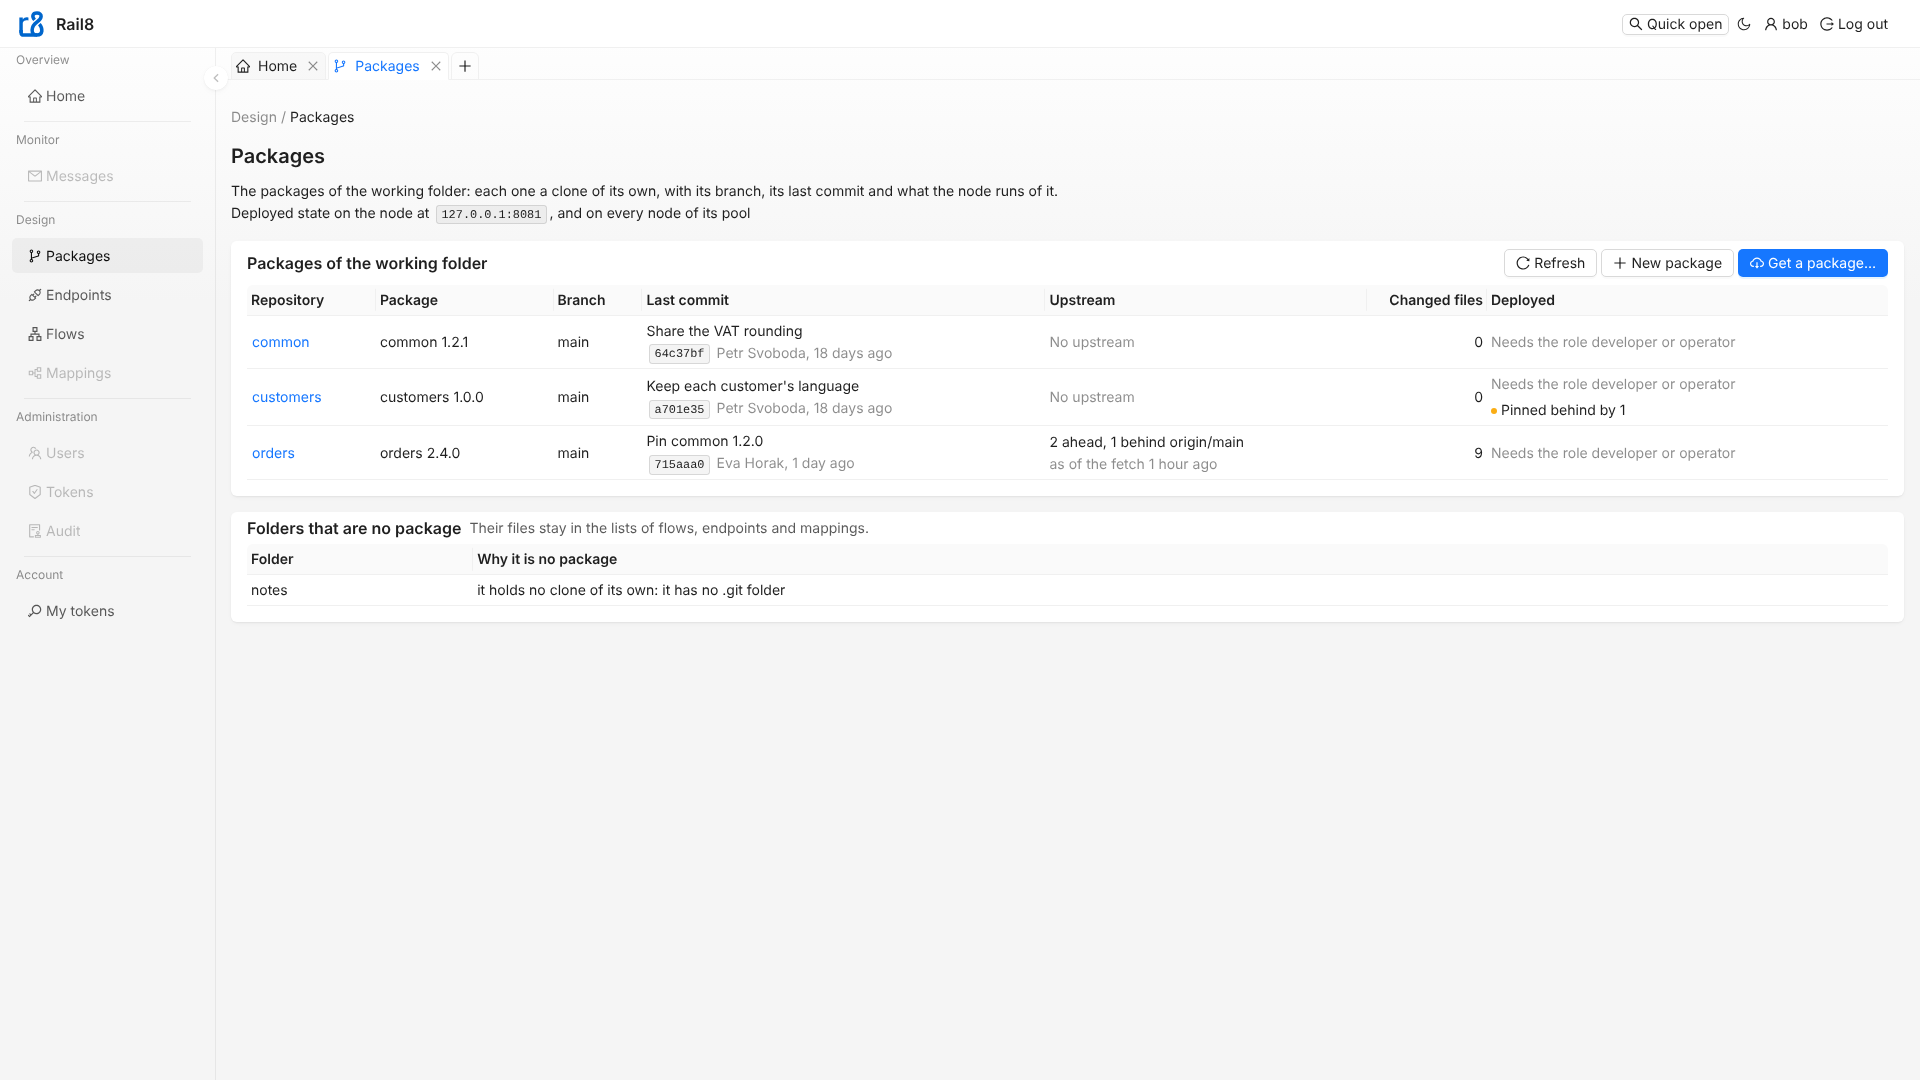 Rail8
Quick open
bob
Log out
Overview
Home
Monitor
Messages
Design
Packages
Endpoints
Flows
Mappings
Administration
Users
Tokens
Audit
Account
My tokens
Home
Packages
Design / Packages
Packages
The packages of the working folder: each one a clone of its own, with its branch, its last commit and what the node runs of it.
Deployed state on the node at 127.0.0.1:8081, and on every node of its pool
Packages of the working folder
Refresh
New package
Get a package...
Repository Package Branch Last commit Upstream Changed files Deployed
common common 1.2.1 main Share the VAT rounding No upstream 0 Needs the role developer or operator
64c37bf Petr Svoboda, 18 days ago
customers customers 1.0.0 main Keep each customer's language No upstream 0 Needs the role developer or operator
a701e35 Petr Svoboda, 18 days ago Pinned behind by 1
orders orders 2.4.0 main Pin common 1.2.0 2 ahead, 1 behind origin/main 9 Needs the role developer or operator
715aaa0 Eva Horak, 1 day ago as of the fetch 1 hour ago
Folders that are no package Their files stay in the lists of flows, endpoints and mappings.
Folder Why it is no package
notes it holds no clone of its own: it has no .git folder